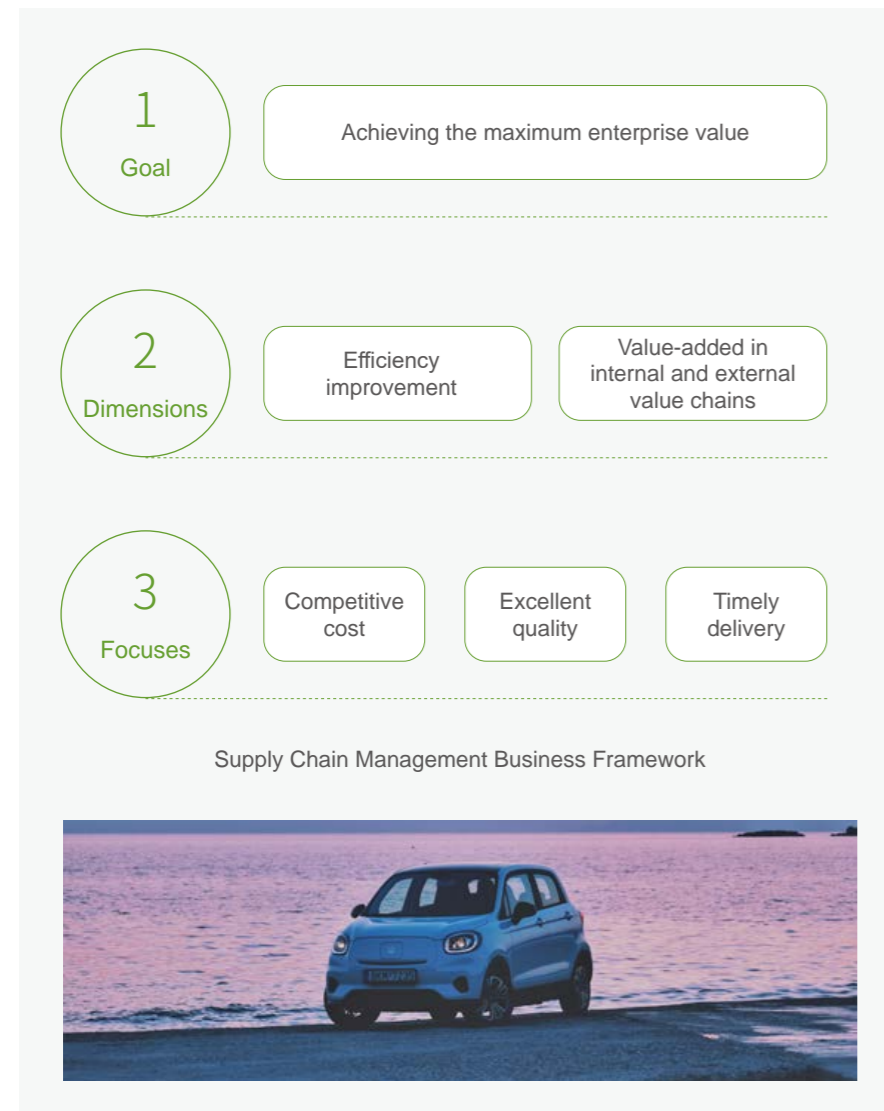 1
Goal
Achieving the maximum enterprise value
2
Dimensions
Efficiency
improvement
Value-added in
internal and external
value chains
3
Focuses
Competitive
cost
Excellent
quality
Timely
delivery
Supply Chain Management Business Framework